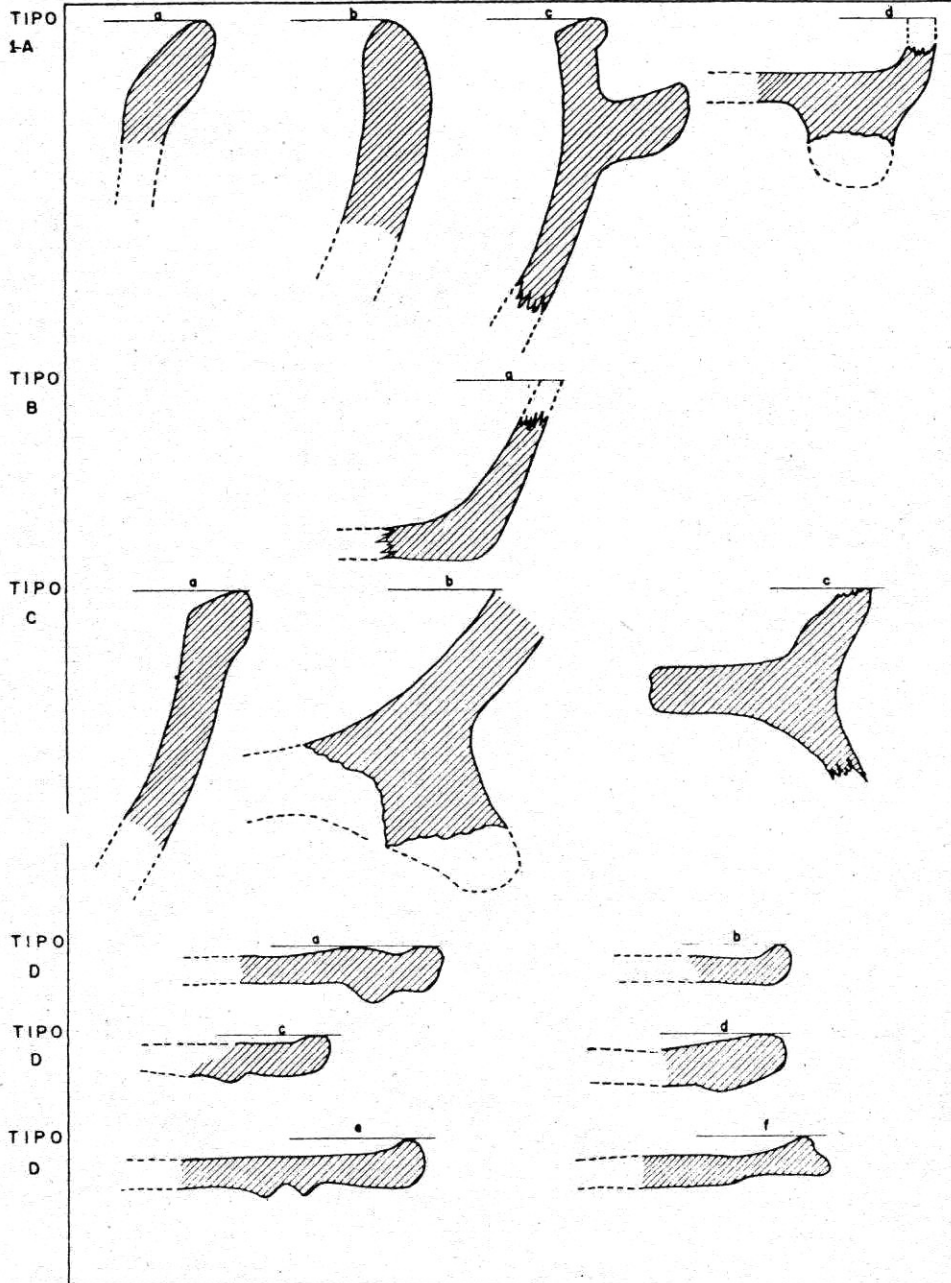 TIPO a b c d
1-A
TIPO a
B
TIPO a b c
C
TIPO a b
D
TIPO c d
D
TIPO e f
D